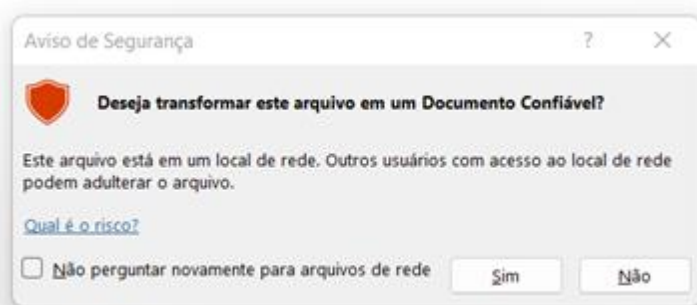 Aviso de Segurança ?
Deseja transformar este arquivo em um Documento Confiável?
Este arquivo está em um local de rede. Outros usuários com acesso ao local de rede
podem adulterar o arquivo.
Qual é o risco?
Não perguntar novamente para arquivos de rede Sim Não